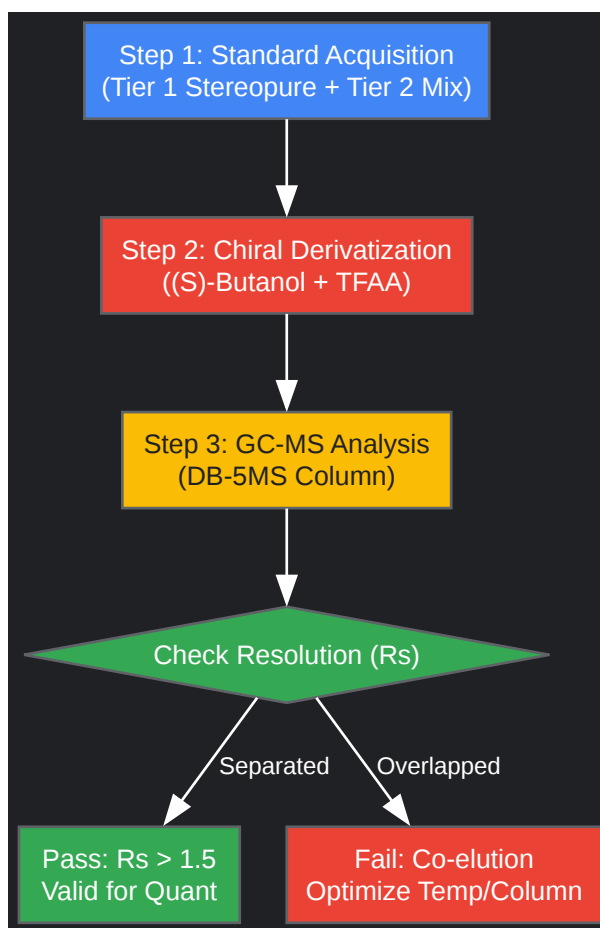 Step 1: Standard Acquisition
(Tier 1 Stereopure + Tier 2 Mix)
Step 2: Chiral Derivatization
((S)-Butanol + TFAA)
Step 3: GC-MS Analysis
(DB-5MS Column)
Check Resolution (Rs)
Separated
Overlapped
Pass: Rs > 1.5
Valid for Quant
Fail: Co-elution
Optimize Temp/Column